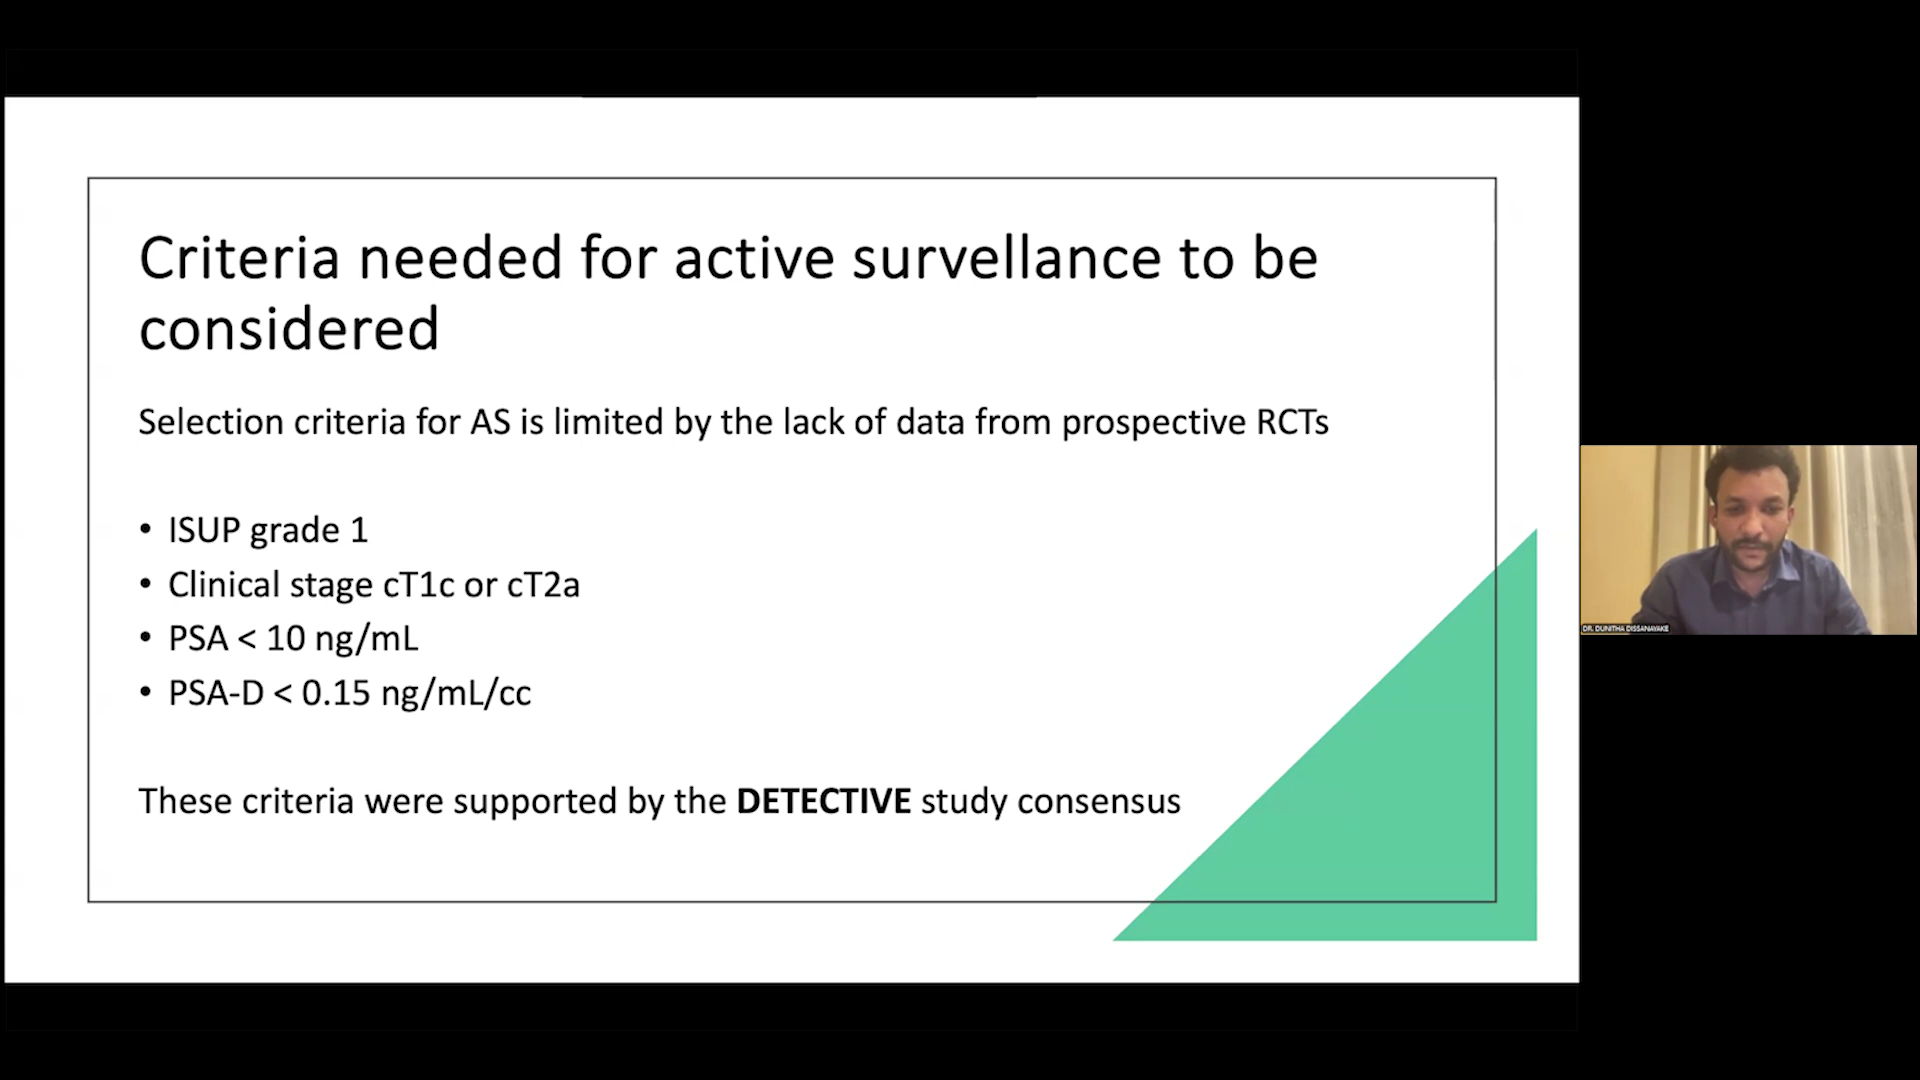 Criteria needed for active survellance to be
considered
Selection criteria for AS is limited by the lack of data from prospective RCTs
• ISUP grade 1
• Clinical stage cT1c or cT2a
• PSA < 10 ng/mL
• PSA-D < 0.15 ng/mL/cc
These criteria were supported by the DETECTIVE study consensus
DR. DUNITHA DISSANAYAKE